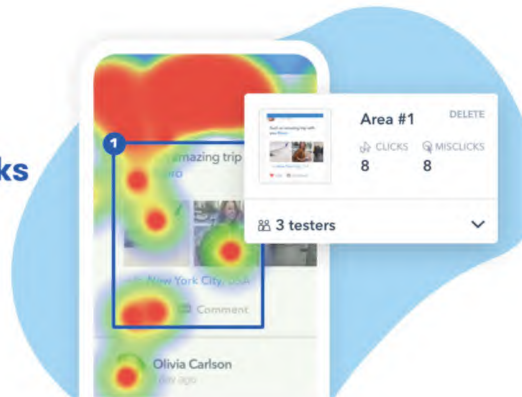 ks
1
amazing trip
New York City, USA
Comment
Olivia Carlson
day ago
Area #1
DELETE
CLICKS
MISCLICKS
8
8
3 testers